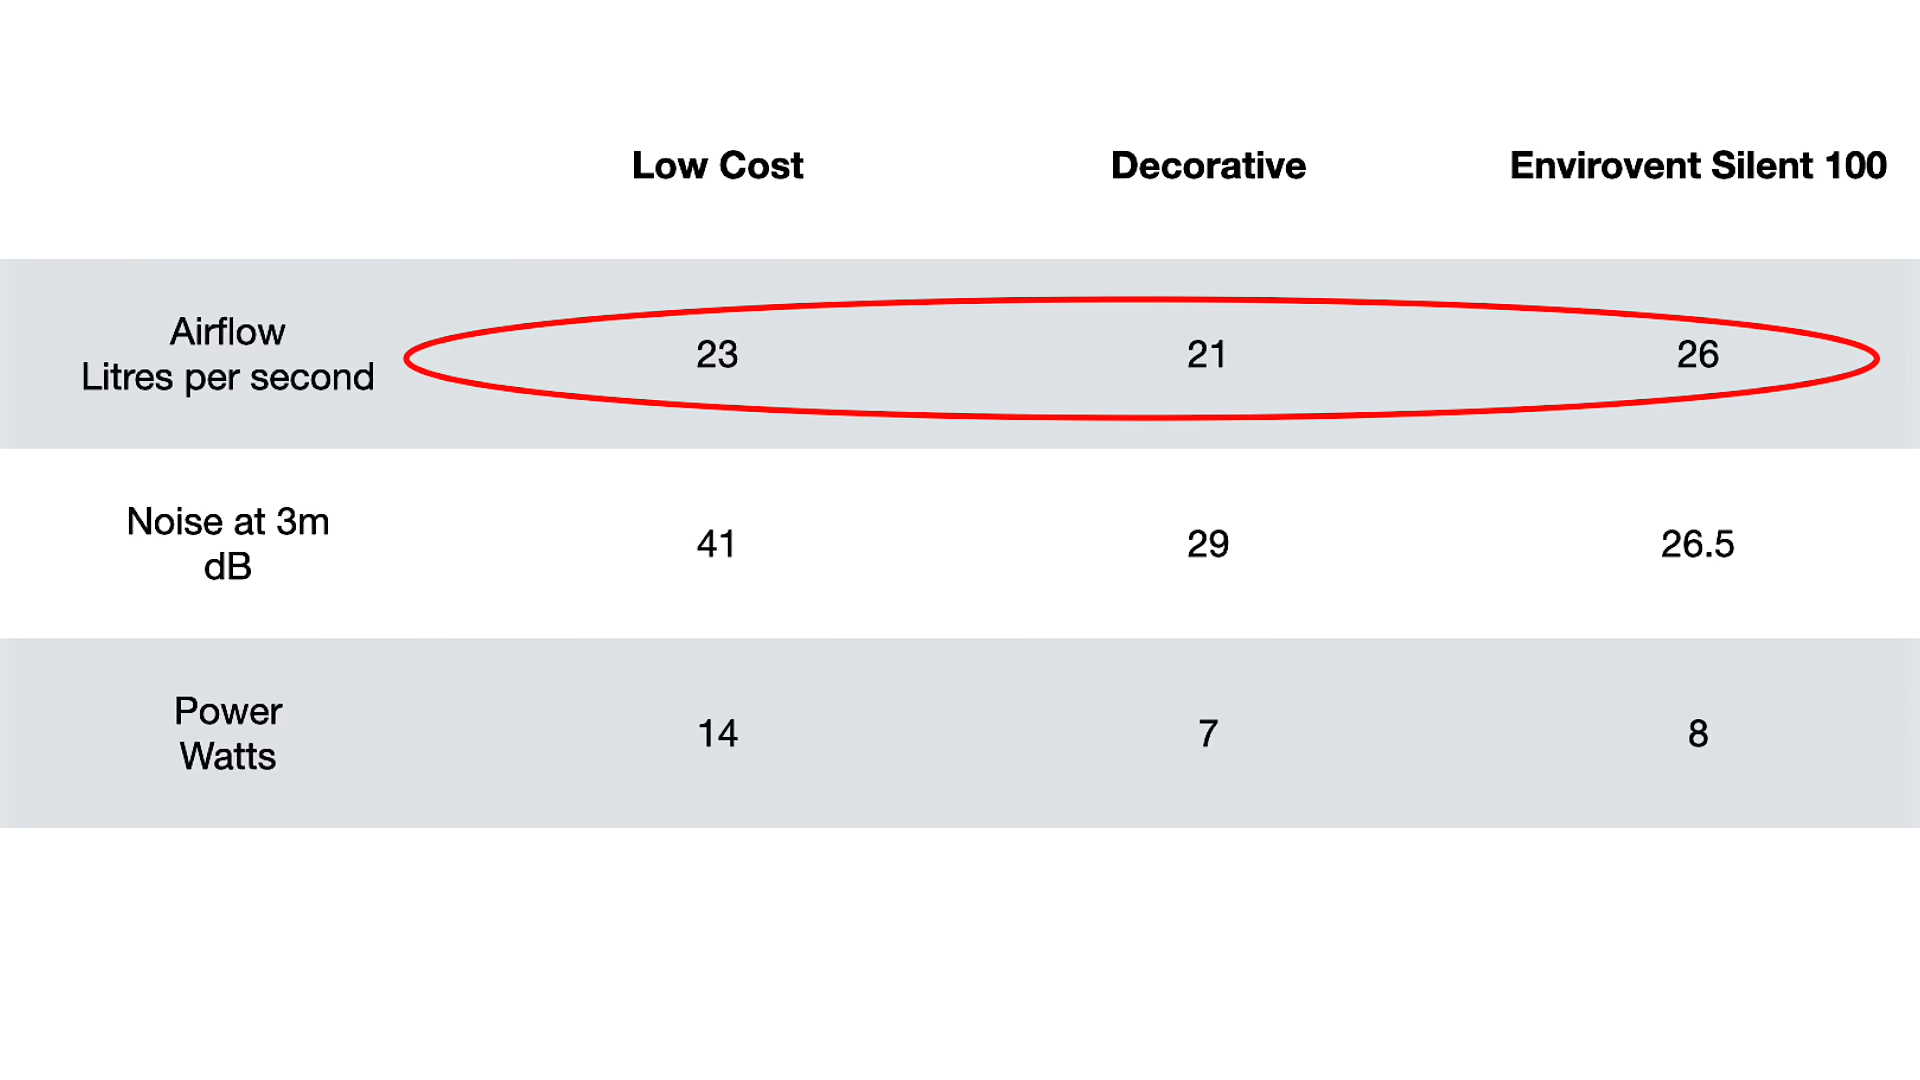 Low Cost Decorative Envirovent Silent 100
Airflow
Litres per second
23 21 26
Noise at 3m
dB
41 29 26.5
Power
Watts
14 7 8